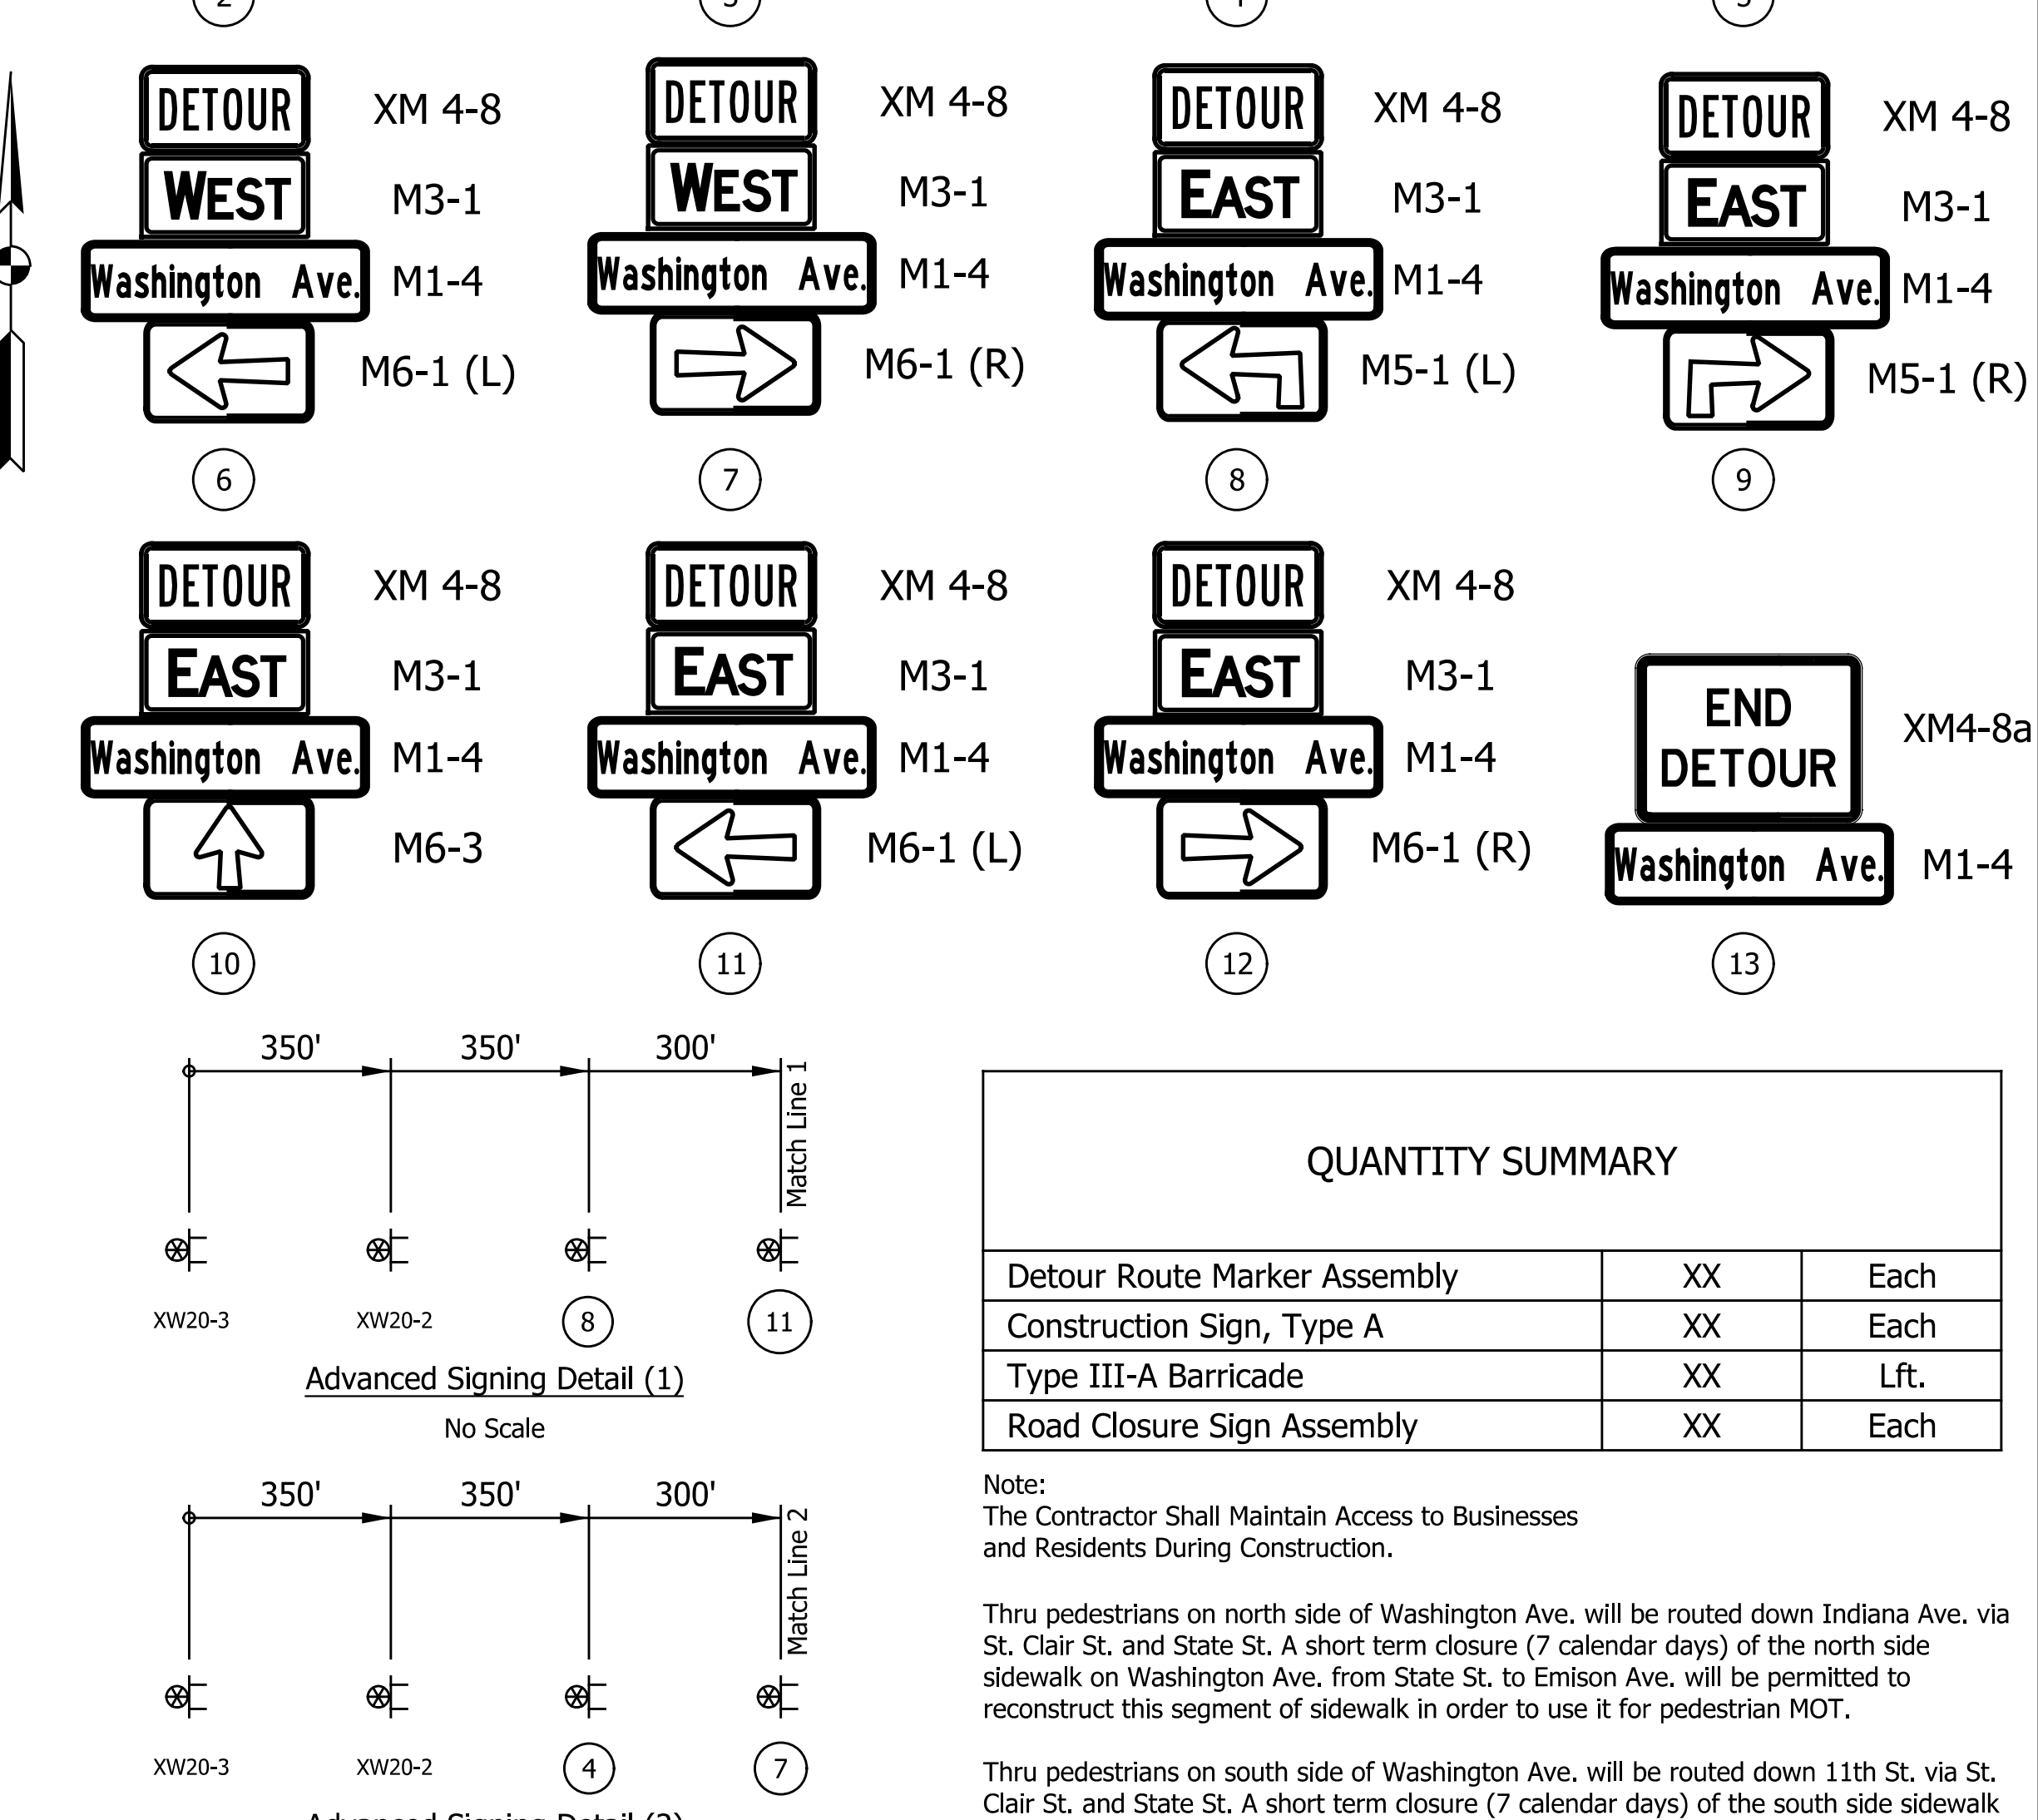 DETOUR XM 4-8
WEST M3-1
Washington Ave. M1-4
M6-1 (L)
6
DETOUR XM 4-8
WEST M3-1
Washington Ave. M1-4
M6-1 (R)
7
DETOUR XM 4-8
EAST M3-1
Washington Ave. M1-4
M5-1 (L)
8
DETOUR XM 4-8
EAST M3-1
Washington Ave. M1-4
M5-1 (R)
9
DETOUR XM 4-8
EAST M3-1
Washington Ave. M1-4
M6-3
10
DETOUR XM 4-8
EAST M3-1
Washington Ave. M1-4
M6-1 (L)
11
DETOUR XM 4-8
EAST M3-1
Washington Ave. M1-4
M6-1 (R)
12
END
DETOUR
XM4-8a
Washington Ave. M1-4
13
350' 350' 300'
Match Line 1
XW20-3 XW20-2 8 11
Advanced Signing Detail (1)
No Scale
350' 350' 300'
Match Line 2
XW20-3 XW20-2 4 7
Advanced Signing Detail (2)
QUANTITY SUMMARY
Detour Route Marker Assembly XX Each
Construction Sign, Type A XX Each
Type III-A Barricade XX Lft.
Road Closure Sign Assembly XX Each
Note:
The Contractor Shall Maintain Access to Businesses
and Residents During Construction.
Thru pedestrians on north side of Washington Ave. will be routed down Indiana Ave. via
St. Clair St. and State St. A short term closure (7 calendar days) of the north side
sidewalk on Washington Ave. from State St. to Emison Ave. will be permitted to
reconstruct this segment of sidewalk in order to use it for pedestrian MOT.
Thru pedestrians on south side of Washington Ave. will be routed down 11th St. via St.
Clair St. and State St. A short term closure (7 calendar days) of the south side sidewalk